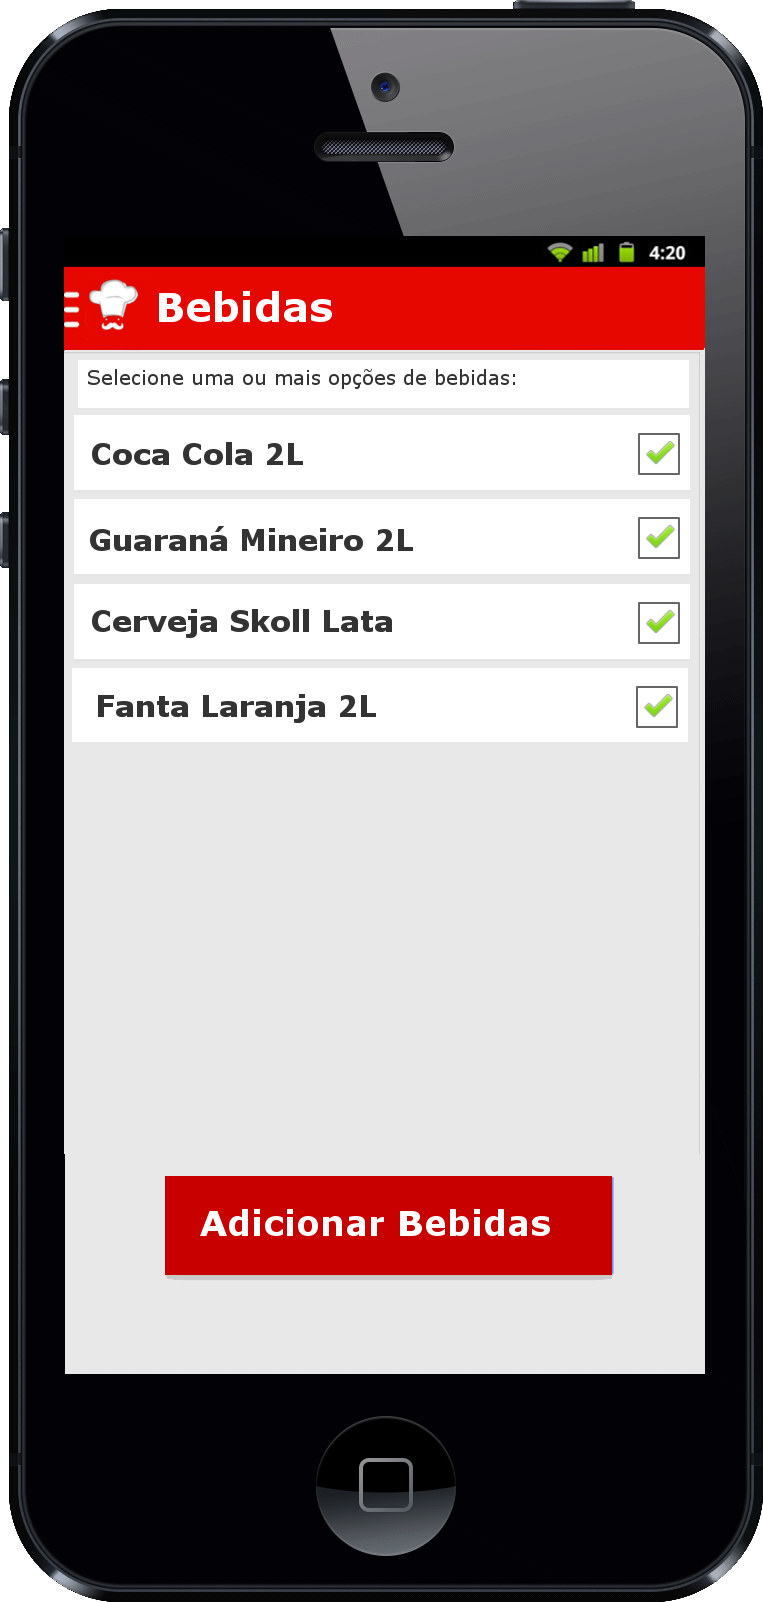 4:20
Bebidas
Selecione uma ou mais opções de bebidas:
Coca Cola 2L
Guaraná Mineiro 2L
Cerveja Skoll Lata
Fanta Laranja 2L
Adicionar Bebidas